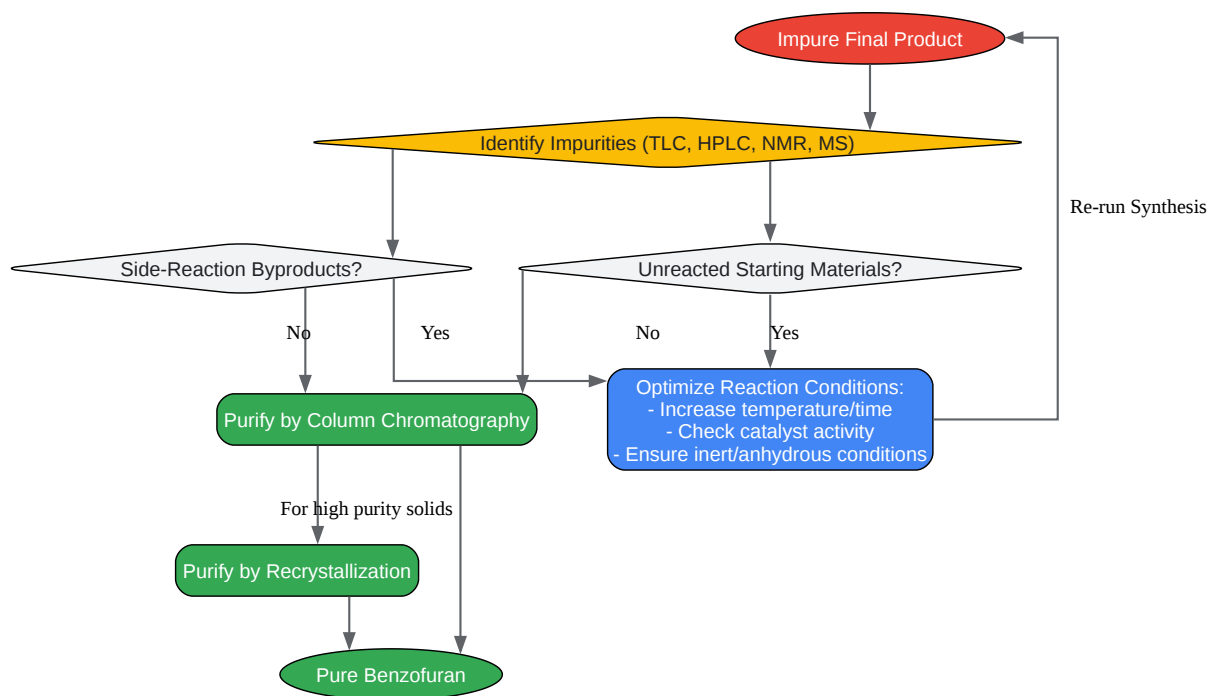 Impure Final Product
Identify Impurities (TLC, HPLC, NMR, MS)
Re-run Synthesis
Side-Reaction Byproducts?
Unreacted Starting Materials?
No
Yes
No
Yes
Optimize Reaction Conditions:
- Increase temperature/time
- Check catalyst activity
- Ensure inert/anhydrous conditions
Purify by Column Chromatography
For high purity solids
Purify by Recrystallization
Pure Benzofuran